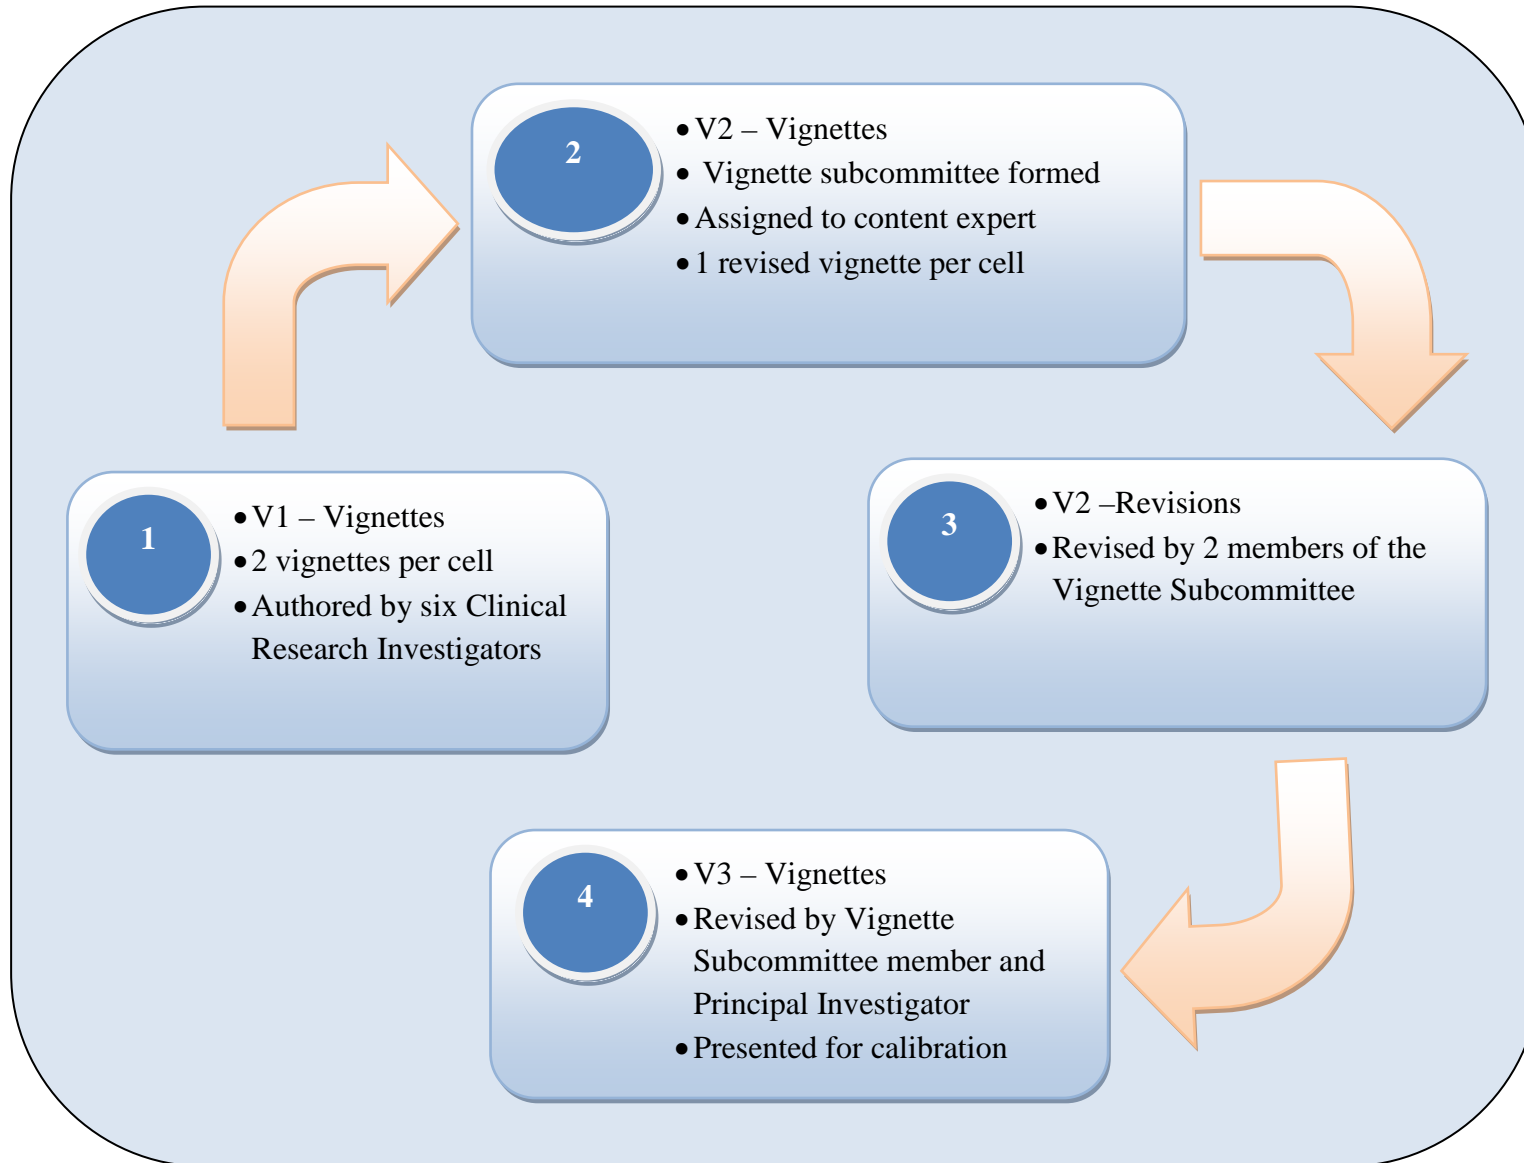 1
• V1 – Vignettes
• 2 vignettes per cell
• Authored by six Clinical
Research Investigators
2
• V2 – Vignettes
• Vignette subcommittee formed
• Assigned to content expert
• 1 revised vignette per cell
3
• V2 –Revisions
• Revised by 2 members of the
Vignette Subcommittee
4
• V3 – Vignettes
• Revised by Vignette
Subcommittee member and
Principal Investigator
• Presented for calibration